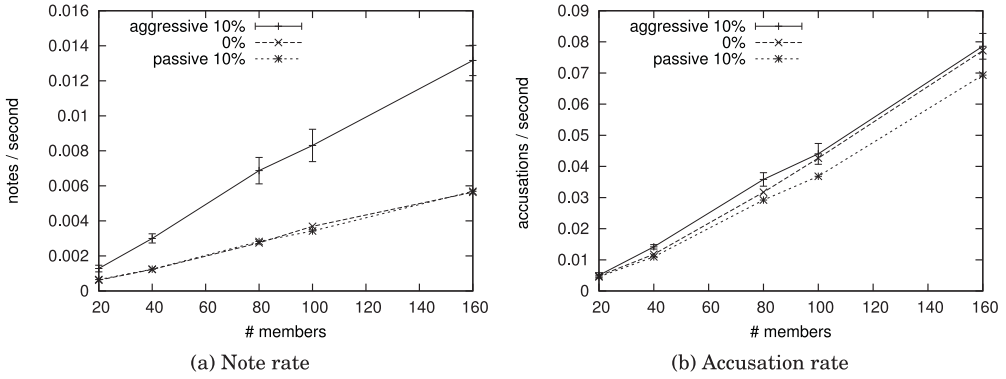 0.016
0.014
0.012
0.01
0.008
0.006
0.004
0.002
0
notes / second
aggressive 10%
0%
passive 10%
20 40 60 80 100 120 140 160
# members
(a) Note rate
0.09
0.08
0.07
0.06
0.05
0.04
0.03
0.02
0.01
0
accusations / second
aggressive 10%
0%
passive 10%
20 40 60 80 100 120 140 160
# members
(b) Accusation rate